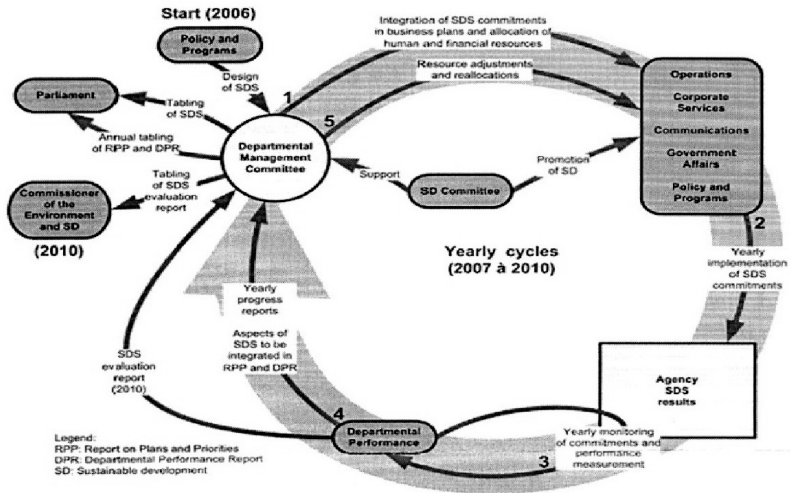 Start (2006)
Policy and
Programs
Design
of SDS
Parliament
Tabling
of SDS
Annual tabling
of RPP and DPR
Tabling
of SDS
evaluation
report
Commissioner
of the
Environment
and SD
(2010)
Departmental
Management
Committee
1
5
Integration of SDS commitments
in business plans and allocation of
human and financial resources
Resource adjustments
and reallocations
Operations
Corporate
Services
Communications
Government
Affairs
Policy and
Programs
Support
SD Committee
Promotion
of SD
Yearly cycles
(2007 à 2010)
2
Yearly
implementation
of SDS
commitments
Agency
SDS
results
Yearly monitoring
of commitments and
performance
measurement
3
4
Departmental
Performance
Yearly
progress
reports
Aspects of
SDS to be
integrated in
RPP and DPR
SDS
evaluation
report
(2010)
Legend:
RPP: Report on Plans and Priorities
DPR: Departmental Performance Report
SD: Sustainable development